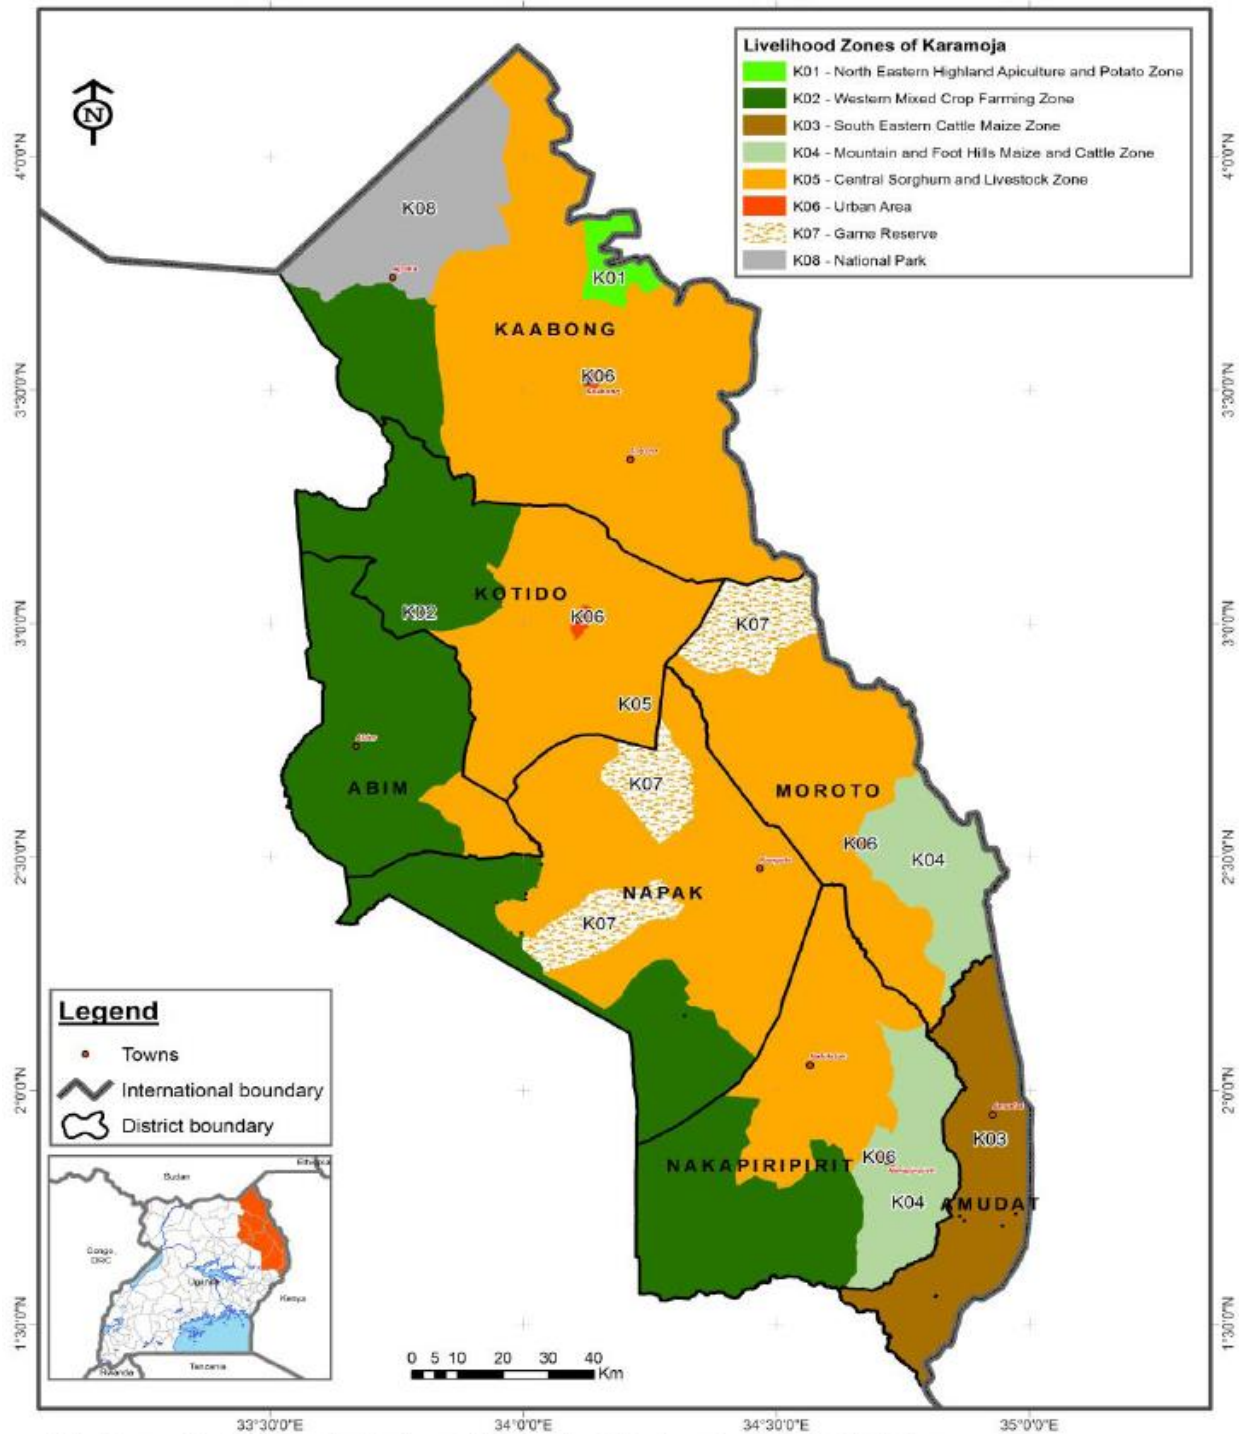 Livelihood Zones of Karamoja
K01 - North Eastern Highland Apiculture and Potato Zone
K02 - Western Mixed Crop Farming Zone
K03 - South Eastern Cattle Maize Zone
K04 - Mountain and Foot Hills Maize and Cattle Zone
K05 - Central Sorghum and Livestock Zone
K06 - Urban Area
K07 - Game Reserve
K08 - National Park
N
4°0'0"N
4°0'0"N
K08
K01
KAABONG
K06
3°30'0"N
3°30'0"N
KOTIDO
K02
K06
K07
3°0'0"N
3°0'0"N
K05
Abim
ABIM
K07
MOROTO
K06
K04
2°30'0"N
2°30'0"N
NAPAK
K07
Legend
Towns
International boundary
District boundary
2°0'0"N
2°0'0"N
Amudat
K03
K06
NAKAPIRIPIRIT
K04
AMUDAT
Sudan
Ethiopia
Congo,
DRC
Uganda
Kenya
Rwanda
Tanzania
1°30'0"N
1°30'0"N
0 5 10 20 30 40
Km
33°30'0"E
34°0'0"E
34°30'0"E
35°0'0"E